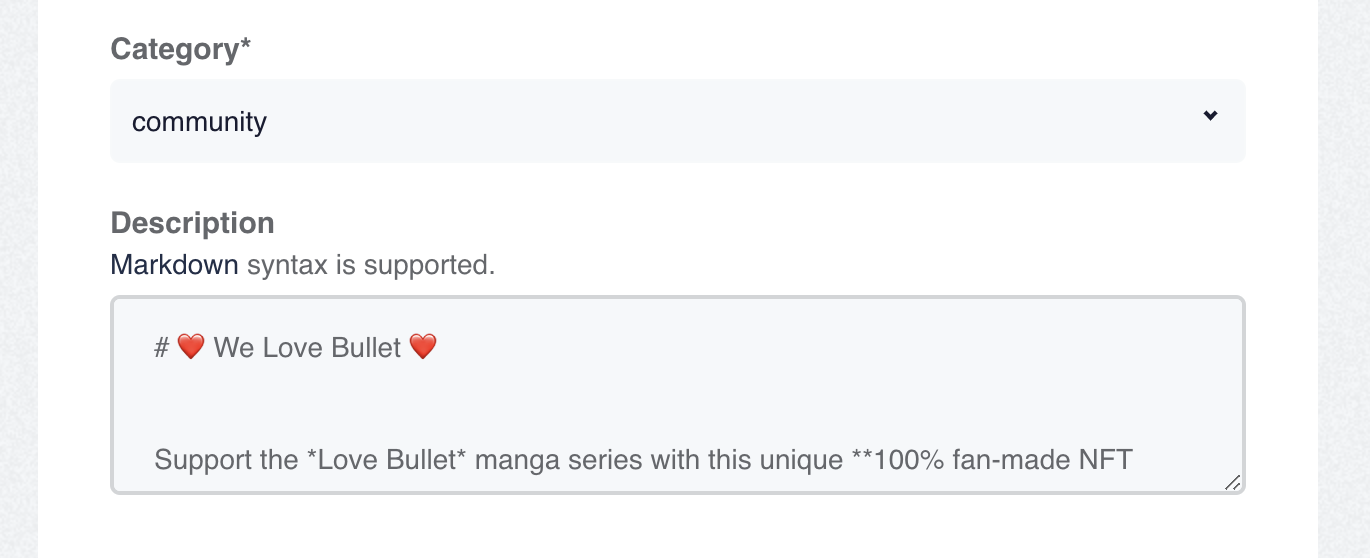 Category*
community
Description
Markdown syntax is supported.
# ❤️ We Love Bullet ❤️
Support the *Love Bullet* manga series with this unique **100% fan-made NFT